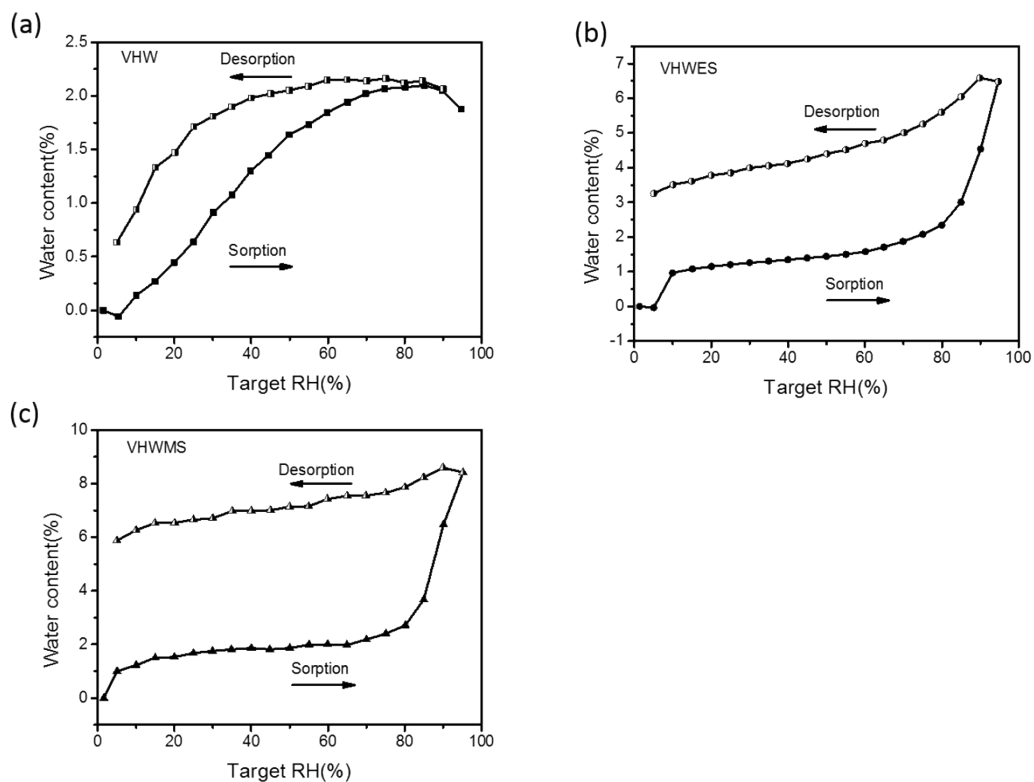 (a)
VHW
Desorption
Sorption
Water content(%)
2.5
2.0
1.5
1.0
0.5
0.0
0
20
40
60
80
100
Target RH(%)
(b)
VHWES
Desorption
Sorption
Water content(%)
7
6
5
4
3
2
1
0
-1
0
20
40
60
80
100
Target RH(%)
(c)
VHWMS
Desorption
Sorption
Water content(%)
10
8
6
4
2
0
0
20
40
60
80
100
Target RH(%)